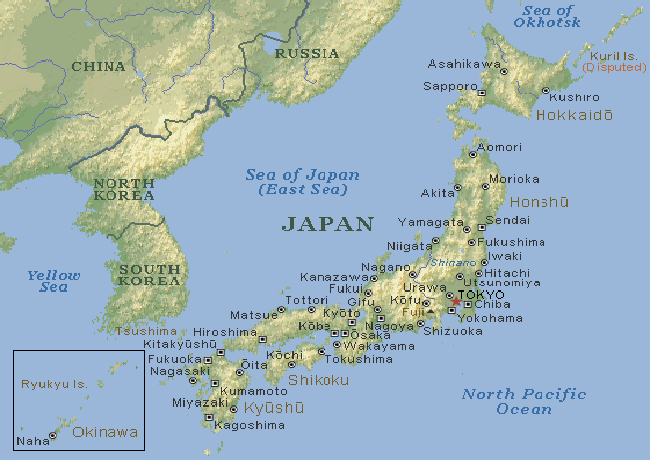 Sea of
Okhotsk
RUSSIA
CHINA
Kuril Is.
(Disputed)
Asahikawa
Sapporo
Kushiro
Hokkaidō
Aomori
Sea of Japan
(East Sea)
NORTH
KOREA
Morioka
Akita
Honshū
JAPAN
Yamagata
Sendai
Niigata
Fukushima
Iwaki
Shinano
Nagano
SOUTH
KOREA
Yellow
Sea
Kanazawa
Hitachi
Utsunomiya
Fukui
Urawa
TOKYO
Tottori
Gifu
Kōfu
Chiba
Matsue
Kyōto
Fuji
Yokohama
Tsushima
Hiroshima
Kōbe
Nagoya
Shizuoka
Ōsaka
Kitakyūshū
Wakayama
Fukuoka
Kōchi
Tokushima
Nagasaki
Ōita
Shikoku
Ryukyu Is.
Kumamoto
North Pacific
Ocean
Miyazaki
Kyūshū
Kagoshima
Okinawa
Naha